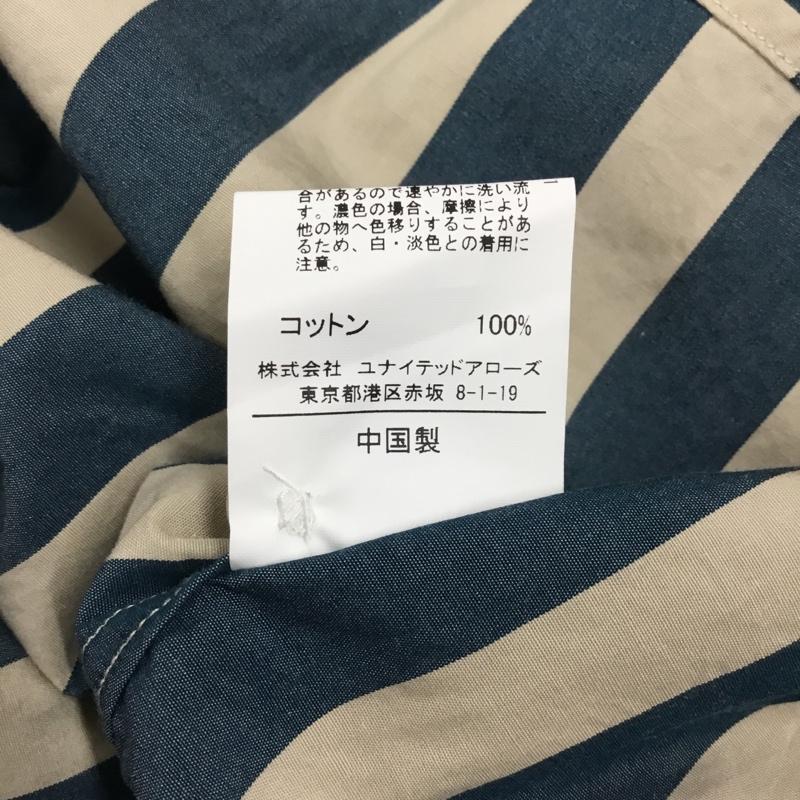 合があるので速やかに洗い流
す。濃色の場合、摩擦により
他の物へ色移りすることがあ
るため、白・淡色との着用に
注意。
コットン 100%
株式会社 ユナイテッドアローズ
東京都港区赤坂 8-1-19
中国製